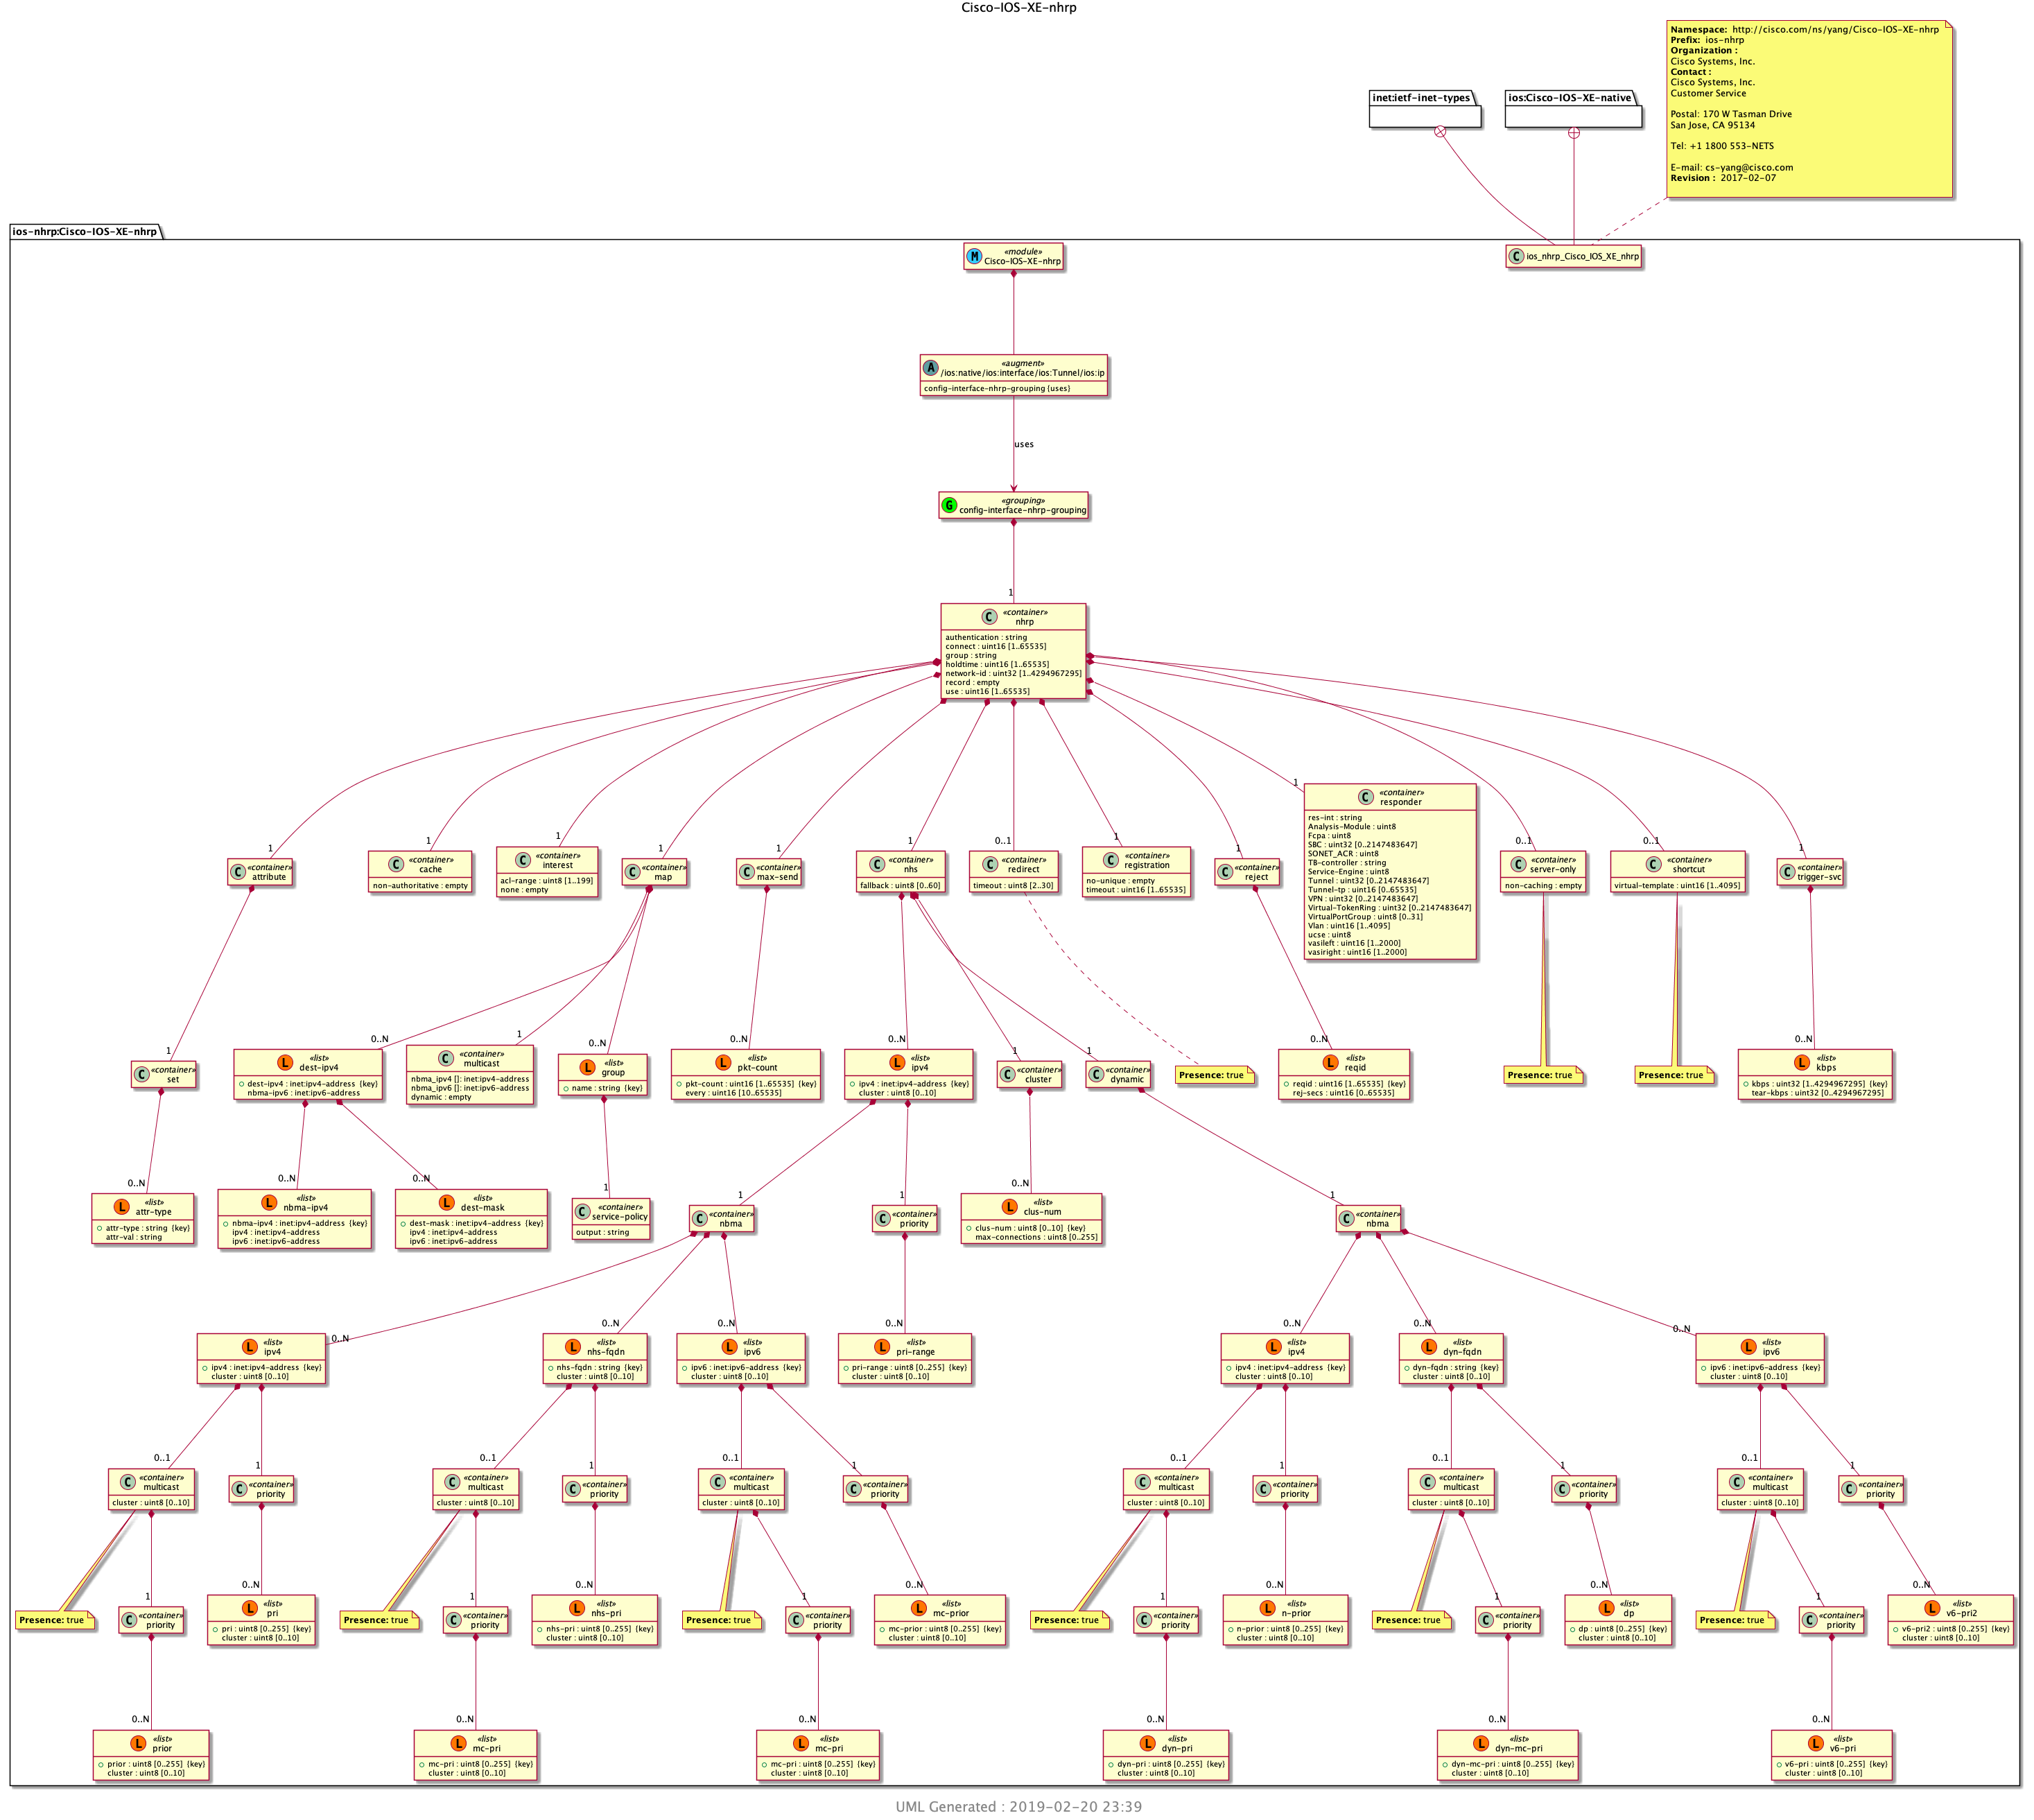 Cisco-IOS-XE-nhrp
Namespace: http://cisco.com/ns/yang/Cisco-IOS-XE-nhrp
Prefix: ios-nhrp
Organization :
Cisco Systems, Inc.
Contact :
Cisco Systems, Inc.
Customer Service
Postal: 170 W Tasman Drive
San Jose, CA 95134
Tel: +1 1800 553-NETS
E-mail: cs-yang@cisco.com
Revision : 2017-02-07
inet:ietf-inet-types
ios:Cisco-IOS-XE-native
ios-nhrp:Cisco-IOS-XE-nhrp
M
«module»
Cisco-IOS-XE-nhrp
C
ios_nhrp_Cisco_IOS_XE_nhrp
A
«augment»
/ios:native/ios:interface/ios:Tunnel/ios:ip
config-interface-nhrp-grouping {uses}
uses
G
«grouping»
config-interface-nhrp-grouping
1
C
«container»
nhrp
authentication : string
connect : uint16 [1..65535]
group : string
holdtime : uint16 [1..65535]
network-id : uint32 [1..4294967295]
record : empty
use : uint16 [1..65535]
1
C
«container»
attribute
1
C
«container»
cache
non-authoritative : empty
1
C
«container»
interest
acl-range : uint8 [1..199]
none : empty
1
C
«container»
map
1
C
«container»
max-send
1
C
«container»
nhs
fallback : uint8 [0..60]
0..1
C
«container»
redirect
timeout : uint8 [2..30]
1
C
«container»
registration
no-unique : empty
timeout : uint16 [1..65535]
1
C
«container»
reject
1
C
«container»
responder
res-int : string
Analysis-Module : uint8
Fcpa : uint8
SBC : uint32 [0..2147483647]
SONET_ACR : uint8
TB-controller : string
Service-Engine : uint8
Tunnel : uint32 [0..2147483647]
Tunnel-tp : uint16 [0..65535]
VPN : uint32 [0..2147483647]
Virtual-TokenRing : uint32 [0..2147483647]
VirtualPortGroup : uint8 [0..31]
Vlan : uint16 [1..4095]
ucse : uint8
vasileft : uint16 [1..2000]
vasiright : uint16 [1..2000]
0..1
C
«container»
server-only
non-caching : empty
0..1
C
«container»
shortcut
virtual-template : uint16 [1..4095]
1
C
«container»
trigger-svc
1
C
«container»
set
0..N
L
«list»
dest-ipv4
dest-ipv4 : inet:ipv4-address {key}
nbma-ipv6 : inet:ipv6-address
1
C
«container»
multicast
nbma_ipv4 []: inet:ipv4-address
nbma_ipv6 []: inet:ipv6-address
dynamic : empty
0..N
L
«list»
group
name : string {key}
0..N
L
«list»
pkt-count
pkt-count : uint16 [1..65535] {key}
every : uint16 [10..65535]
0..N
L
«list»
ipv4
ipv4 : inet:ipv4-address {key}
cluster : uint8 [0..10]
1
C
«container»
cluster
1
C
«container»
dynamic
Presence: true
0..N
L
«list»
reqid
reqid : uint16 [1..65535] {key}
rej-secs : uint16 [0..65535]
Presence: true
Presence: true
0..N
L
«list»
kbps
kbps : uint32 [1..4294967295] {key}
tear-kbps : uint32 [0..4294967295]
0..N
L
«list»
attr-type
attr-type : string {key}
attr-val : string
0..N
L
«list»
nbma-ipv4
nbma-ipv4 : inet:ipv4-address {key}
ipv4 : inet:ipv4-address
ipv6 : inet:ipv6-address
0..N
L
«list»
dest-mask
dest-mask : inet:ipv4-address {key}
ipv4 : inet:ipv4-address
ipv6 : inet:ipv6-address
1
C
«container»
service-policy
output : string
1
C
«container»
nbma
1
C
«container»
priority
0..N
L
«list»
clus-num
clus-num : uint8 [0..10] {key}
max-connections : uint8 [0..255]
1
C
«container»
nbma
0..N
L
«list»
ipv4
ipv4 : inet:ipv4-address {key}
cluster : uint8 [0..10]
0..N
L
«list»
nhs-fqdn
nhs-fqdn : string {key}
cluster : uint8 [0..10]
0..N
L
«list»
ipv6
ipv6 : inet:ipv6-address {key}
cluster : uint8 [0..10]
0..N
L
«list»
pri-range
pri-range : uint8 [0..255] {key}
cluster : uint8 [0..10]
0..N
L
«list»
ipv4
ipv4 : inet:ipv4-address {key}
cluster : uint8 [0..10]
0..N
L
«list»
dyn-fqdn
dyn-fqdn : string {key}
cluster : uint8 [0..10]
0..N
L
«list»
ipv6
ipv6 : inet:ipv6-address {key}
cluster : uint8 [0..10]
0..1
C
«container»
multicast
cluster : uint8 [0..10]
1
C
«container»
priority
0..1
C
«container»
multicast
cluster : uint8 [0..10]
1
C
«container»
priority
0..1
C
«container»
multicast
cluster : uint8 [0..10]
1
C
«container»
priority
0..1
C
«container»
multicast
cluster : uint8 [0..10]
1
C
«container»
priority
0..1
C
«container»
multicast
cluster : uint8 [0..10]
1
C
«container»
priority
0..1
C
«container»
multicast
cluster : uint8 [0..10]
1
C
«container»
priority
Presence: true
1
C
«container»
priority
0..N
L
«list»
pri
pri : uint8 [0..255] {key}
cluster : uint8 [0..10]
Presence: true
1
C
«container»
priority
0..N
L
«list»
nhs-pri
nhs-pri : uint8 [0..255] {key}
cluster : uint8 [0..10]
Presence: true
1
C
«container»
priority
0..N
L
«list»
mc-prior
mc-prior : uint8 [0..255] {key}
cluster : uint8 [0..10]
Presence: true
1
C
«container»
priority
0..N
L
«list»
n-prior
n-prior : uint8 [0..255] {key}
cluster : uint8 [0..10]
Presence: true
1
C
«container»
priority
0..N
L
«list»
dp
dp : uint8 [0..255] {key}
cluster : uint8 [0..10]
Presence: true
1
C
«container»
priority
0..N
L
«list»
v6-pri2
v6-pri2 : uint8 [0..255] {key}
cluster : uint8 [0..10]
0..N
L
«list»
prior
prior : uint8 [0..255] {key}
cluster : uint8 [0..10]
0..N
L
«list»
mc-pri
mc-pri : uint8 [0..255] {key}
cluster : uint8 [0..10]
0..N
L
«list»
mc-pri
mc-pri : uint8 [0..255] {key}
cluster : uint8 [0..10]
0..N
L
«list»
dyn-pri
dyn-pri : uint8 [0..255] {key}
cluster : uint8 [0..10]
0..N
L
«list»
dyn-mc-pri
dyn-mc-pri : uint8 [0..255] {key}
cluster : uint8 [0..10]
0..N
L
«list»
v6-pri
v6-pri : uint8 [0..255] {key}
cluster : uint8 [0..10]
UML Generated : 2019-02-20 23:39